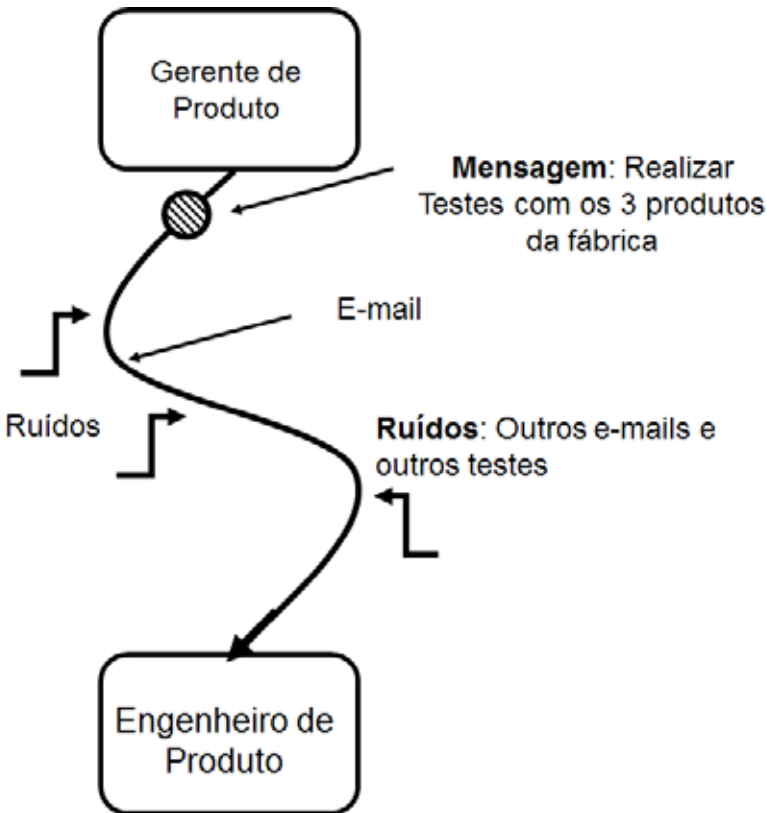 Gerente de
Produto
Mensagem: Realizar
Testes com os 3 produtos
da fábrica
E-mail
Ruídos
Ruídos: Outros e-mails e
outros testes
Engenheiro de
Produto